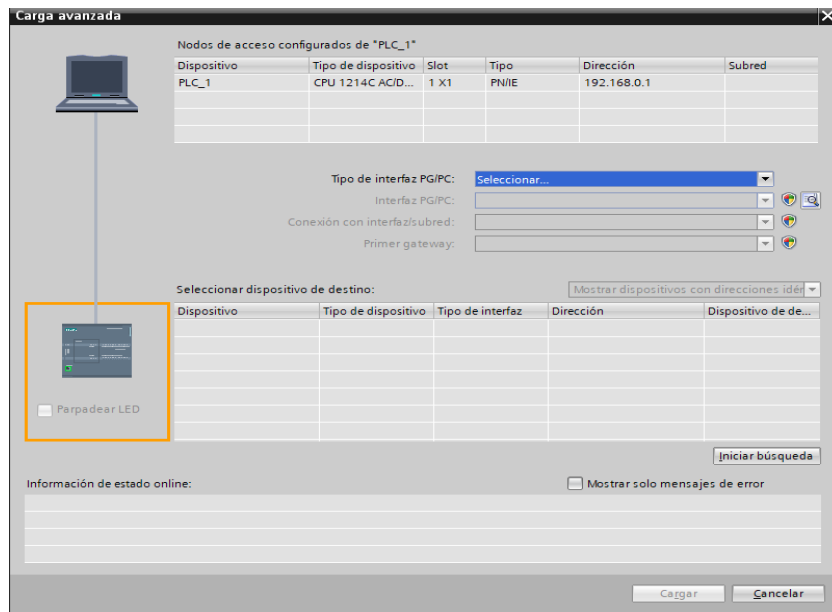 Carga avanzada
Nodos de acceso configurados de "PLC_1"
Dispositivo Tipo de dispositivo Slot Tipo Dirección Subred
PLC_1 CPU 1214C AC/D... 1 X1 PN/IE 192.168.0.1
Tipo de interfaz PG/PC: Seleccionar...
Interfaz PG/PC:
Conexión con interfaz/subred:
Primer gateway:
Seleccionar dispositivo de destino: Mostrar dispositivos con direcciones idér
Dispositivo Tipo de dispositivo Tipo de interfaz Dirección Dispositivo de de...
Parpadear LED
Iniciar búsqueda
Información de estado online: Mostrar solo mensajes de error
Cargar Cancelar